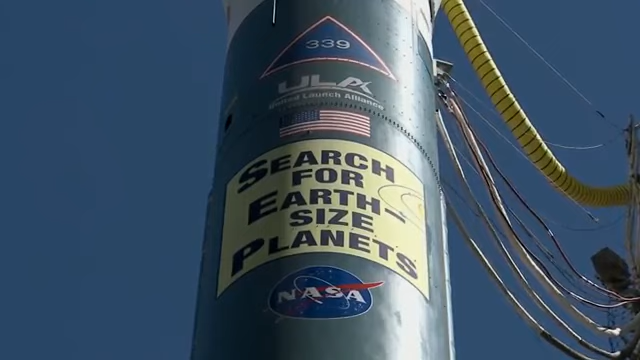 339
ULA
United Launch Alliance
SEARCH
FOR
EARTH-
SIZE
PLANETS
NASA